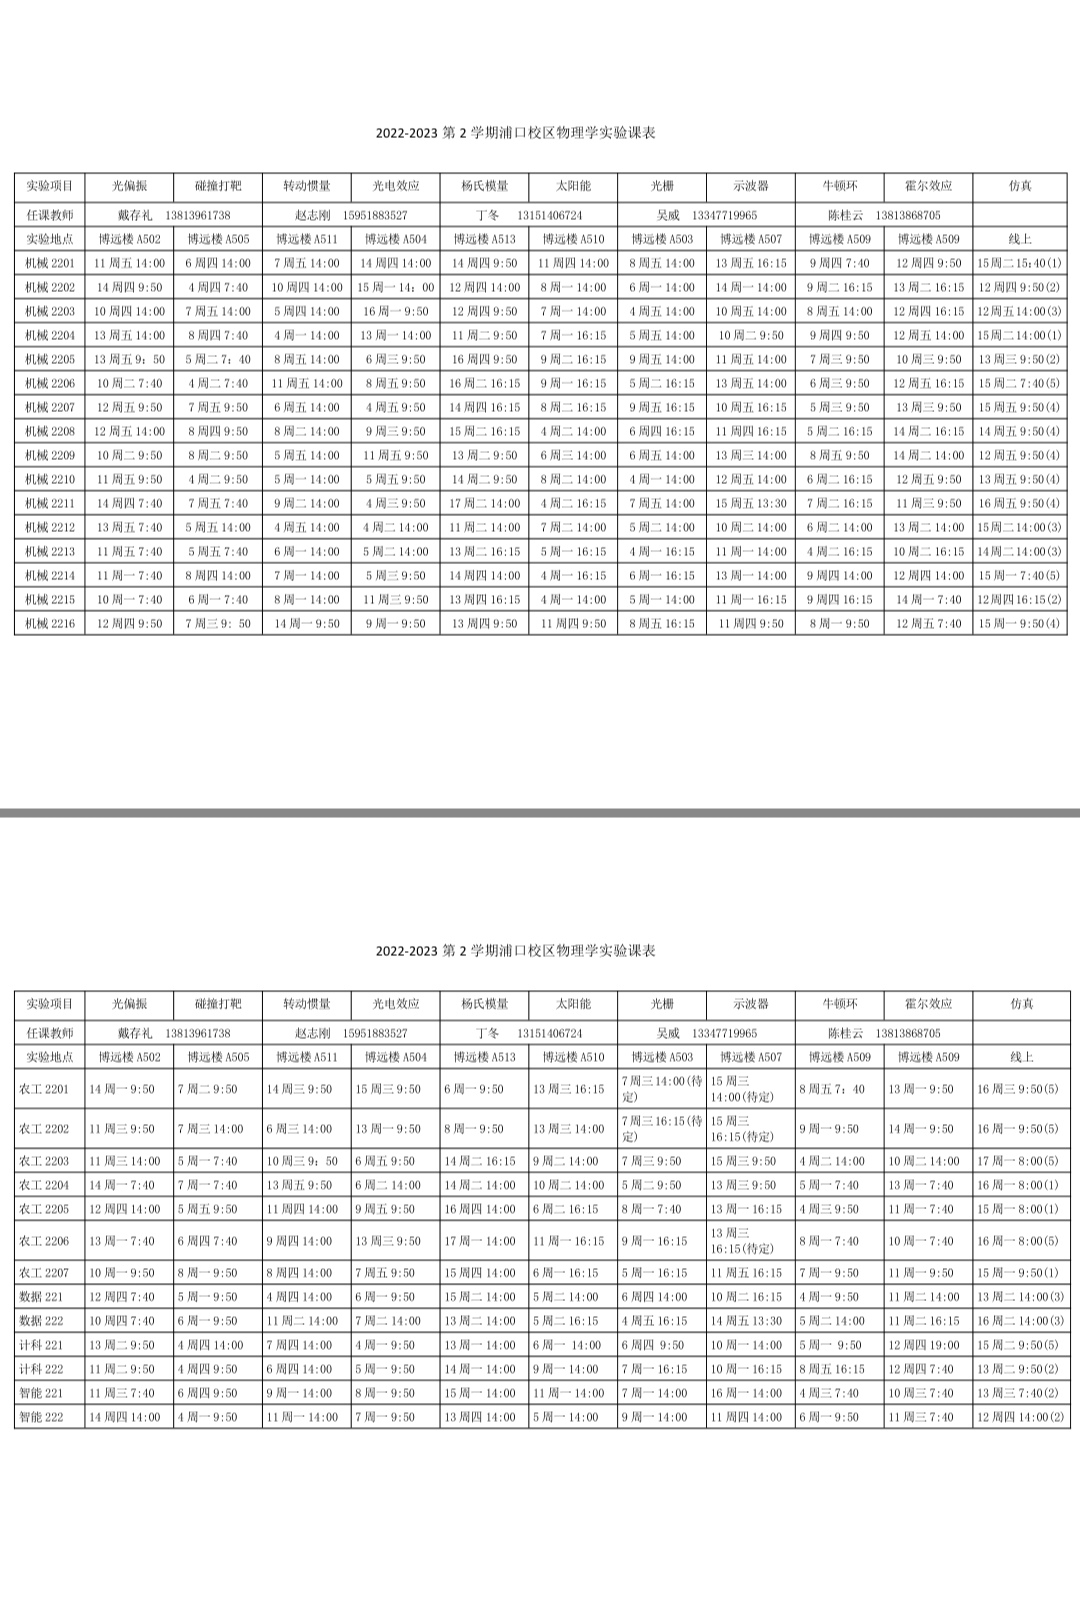 2022-2023 第 2 学期浦口校区物理学实验课表
实验项目 光偏振 碰撞打靶 转动惯量 光电效应 杨氏模量 太阳能 光栅 示波器 牛顿环 霍尔效应 仿真
任课教师 戴存礼 13813961738 赵志刚 15951883527 丁冬 13151406724 吴威 13347719965 陈桂云 13813868705
实验地点 博远楼 A502 博远楼 A505 博远楼 A511 博远楼 A504 博远楼 A513 博远楼 A510 博远楼 A503 博远楼 A507 博远楼 A509 博远楼 A509 线上
机械 2201 11 周五 14:00 6 周四 14:00 7 周五 14:00 14 周四 14:00 14 周四 9:50 11 周四 14:00 8 周五 14:00 13 周五 16:15 9 周四 7:40 12 周四 9:50 15 周二 15:40(1)
机械 2202 14 周四 9:50 4 周四 7:40 10 周四 14:00 15 周一 14：00 12 周四 14:00 8 周一 14:00 6 周一 14:00 14 周一 14:00 9 周二 16:15 13 周二 16:15 12 周四 9:50(2)
机械 2203 10 周四 14:00 7 周五 14:00 5 周四 14:00 16 周一 9:50 12 周四 9:50 7 周一 14:00 4 周五 14:00 10 周五 14:00 8 周五 14:00 12 周四 16:15 12 周五 14:00(3)
机械 2204 13 周五 14:00 8 周四 7:40 4 周一 14:00 13 周一 14:00 11 周二 9:50 7 周一 16:15 5 周五 14:00 10 周二 9:50 9 周四 9:50 12 周五 14:00 15 周二 14:00(1)
机械 2205 13 周五 9：50 5 周二 7：40 8 周五 14:00 6 周三 9:50 16 周四 9:50 9 周二 16:15 9 周五 14:00 11 周五 14:00 7 周三 9:50 10 周三 9:50 13 周三 9:50(2)
机械 2206 10 周二 7:40 4 周二 7:40 11 周五 14:00 8 周五 9:50 16 周二 16:15 9 周一 16:15 5 周二 16:15 13 周五 14:00 6 周三 9:50 12 周五 16:15 15 周二 7:40(5)
机械 2207 12 周五 9:50 7 周五 9:50 6 周五 14:00 4 周五 9:50 14 周四 16:15 8 周二 16:15 9 周五 16:15 10 周五 16:15 5 周三 9:50 13 周三 9:50 15 周五 9:50(4)
机械 2208 12 周五 14:00 8 周四 9:50 8 周二 14:00 9 周三 9:50 15 周二 16:15 4 周二 14:00 6 周四 16:15 11 周四 16:15 5 周二 16:15 14 周二 16:15 14 周五 9:50(4)
机械 2209 10 周二 9:50 8 周二 9:50 5 周五 14:00 11 周五 9:50 13 周二 9:50 6 周三 14:00 6 周五 14:00 13 周三 14:00 8 周五 9:50 14 周二 14:00 12 周五 9:50(4)
机械 2210 11 周五 9:50 4 周二 9:50 5 周一 14:00 5 周五 9:50 14 周二 9:50 8 周二 14:00 4 周一 14:00 12 周五 14:00 6 周二 16:15 12 周五 9:50 13 周五 9:50(4)
机械 2211 14 周四 7:40 7 周五 7:40 9 周二 14:00 4 周三 9:50 17 周二 14:00 4 周二 16:15 7 周五 14:00 15 周五 13:30 7 周二 16:15 11 周三 9:50 16 周五 9:50(4)
机械 2212 13 周五 7:40 5 周五 14:00 4 周五 14:00 4 周二 14:00 11 周二 14:00 7 周二 14:00 5 周二 14:00 10 周二 14:00 6 周二 14:00 13 周二 14:00 15 周二 14:00(3)
机械 2213 11 周五 7:40 5 周五 7:40 6 周一 14:00 5 周二 14:00 13 周二 16:15 5 周一 16:15 4 周一 16:15 11 周一 14:00 4 周二 16:15 10 周二 16:15 14 周二 14:00(3)
机械 2214 11 周一 7:40 8 周四 14:00 7 周一 14:00 5 周三 9:50 14 周四 14:00 4 周一 16:15 6 周一 16:15 13 周一 14:00 9 周四 14:00 12 周四 14:00 15 周一 7:40(5)
机械 2215 10 周一 7:40 6 周一 7:40 8 周一 14:00 11 周三 9:50 13 周四 16:15 4 周一 14:00 5 周一 14:00 11 周一 16:15 9 周四 16:15 14 周一 7:40 12 周四 16:15(2)
机械 2216 12 周四 9:50 7 周三 9：50 14 周一 9:50 9 周一 9:50 13 周四 9:50 11 周四 9:50 8 周五 16:15 11 周四 9:50 8 周一 9:50 12 周五 7:40 15 周一 9:50(4)
2022-2023 第 2 学期浦口校区物理学实验课表
实验项目 光偏振 碰撞打靶 转动惯量 光电效应 杨氏模量 太阳能 光栅 示波器 牛顿环 霍尔效应 仿真
任课教师 戴存礼 13813961738 赵志刚 15951883527 丁冬 13151406724 吴威 13347719965 陈桂云 13813868705
实验地点 博远楼 A502 博远楼 A505 博远楼 A511 博远楼 A504 博远楼 A513 博远楼 A510 博远楼 A503 博远楼 A507 博远楼 A509 博远楼 A509 线上
农工 2201 14 周一 9:50 7 周二 9:50 14 周三 9:50 15 周三 9:50 6 周一 9:50 13 周三 16:15 7 周三 14:00(待定) 15 周三 14:00(待定) 8 周五 7：40 13 周一 9:50 16 周三 9:50(5)
农工 2202 11 周三 9:50 7 周三 14:00 6 周三 14:00 13 周一 9:50 8 周一 9:50 13 周三 14:00 7 周三 16:15(待定) 15 周三 16:15(待定) 9 周一 9:50 14 周一 9:50 16 周一 9:50(5)
农工 2203 11 周三 14:00 5 周一 7:40 10 周三 9：50 6 周五 9:50 14 周二 16:15 9 周二 14:00 7 周三 9:50 15 周三 9:50 4 周二 14:00 10 周二 14:00 17 周一 8:00(5)
农工 2204 14 周一 7:40 7 周一 7:40 13 周五 9:50 6 周二 14:00 14 周二 14:00 10 周二 14:00 5 周二 9:50 13 周三 9:50 5 周一 7:40 13 周一 7:40 16 周一 8:00(1)
农工 2205 12 周四 14:00 5 周五 9:50 11 周四 14:00 9 周五 9:50 16 周四 14:00 6 周二 16:15 8 周一 7:40 13 周一 16:15 4 周三 9:50 11 周一 7:40 15 周一 8:00(1)
农工 2206 13 周一 7:40 6 周四 7:40 9 周四 14:00 13 周三 9:50 17 周一 14:00 11 周一 16:15 9 周一 16:15 13 周三 16:15(待定) 8 周一 7:40 10 周一 7:40 16 周一 8:00(5)
农工 2207 10 周一 9:50 8 周一 9:50 8 周四 14:00 7 周五 9:50 15 周四 14:00 6 周一 16:15 5 周一 16:15 11 周五 16:15 7 周一 9:50 11 周一 9:50 15 周一 9:50(1)
数据 221 12 周四 7:40 5 周一 9:50 4 周四 14:00 6 周一 9:50 15 周二 14:00 5 周二 14:00 6 周四 14:00 10 周二 16:15 4 周一 9:50 11 周二 14:00 13 周二 14:00(3)
数据 222 10 周四 7:40 6 周一 9:50 11 周二 14:00 7 周二 14:00 13 周二 14:00 5 周二 16:15 4 周五 16:15 14 周五 13:30 5 周二 14:00 11 周二 16:15 16 周二 14:00(3)
计科 221 13 周二 9:50 4 周四 14:00 7 周四 14:00 4 周一 9:50 13 周一 14:00 6 周一 14:00 6 周四 9:50 10 周一 14:00 5 周一 9:50 12 周四 19:00 15 周二 9:50(5)
计科 222 11 周二 9:50 4 周四 9:50 6 周四 14:00 5 周一 9:50 14 周一 14:00 9 周一 14:00 7 周一 16:15 10 周一 16:15 8 周五 16:15 12 周四 7:40 13 周二 9:50(2)
智能 221 11 周三 7:40 6 周四 9:50 9 周一 14:00 8 周一 9:50 15 周一 14:00 11 周一 14:00 7 周一 14:00 16 周一 14:00 4 周三 7:40 10 周三 7:40 13 周三 7:40(2)
智能 222 14 周四 14:00 4 周一 9:50 11 周一 14:00 7 周一 9:50 13 周四 14:00 5 周一 14:00 9 周一 14:00 11 周四 14:00 6 周一 9:50 11 周三 7:40 12 周四 14:00(2)